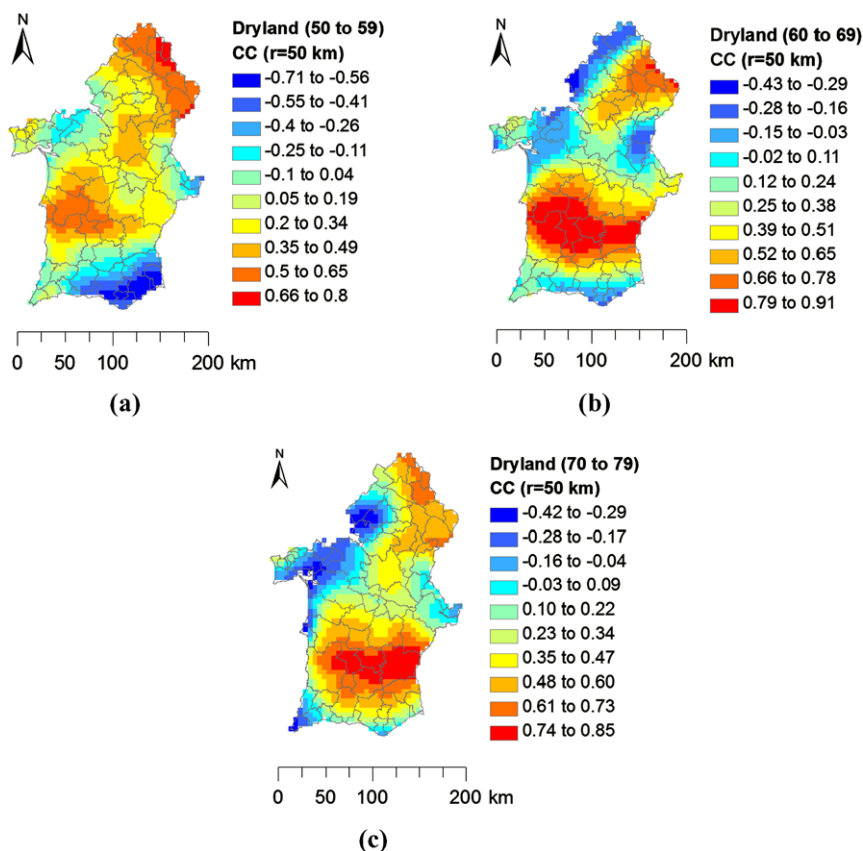 N
Dryland (50 to 59)
CC (r=50 km)
-0.71 to -0.56
-0.55 to -0.41
-0.4 to -0.26
-0.25 to -0.11
-0.1 to 0.04
0.05 to 0.19
0.2 to 0.34
0.35 to 0.49
0.5 to 0.65
0.66 to 0.8
0 50 100 200 km
(a)
N
Dryland (60 to 69)
CC (r=50 km)
-0.43 to -0.29
-0.28 to -0.16
-0.15 to -0.03
-0.02 to 0.11
0.12 to 0.24
0.25 to 0.38
0.39 to 0.51
0.52 to 0.65
0.66 to 0.78
0.79 to 0.91
0 50 100 200 km
(b)
N
Dryland (70 to 79)
CC (r=50 km)
-0.42 to -0.29
-0.28 to -0.17
-0.16 to -0.04
-0.03 to 0.09
0.10 to 0.22
0.23 to 0.34
0.35 to 0.47
0.48 to 0.60
0.61 to 0.73
0.74 to 0.85
0 50 100 200 km
(c)